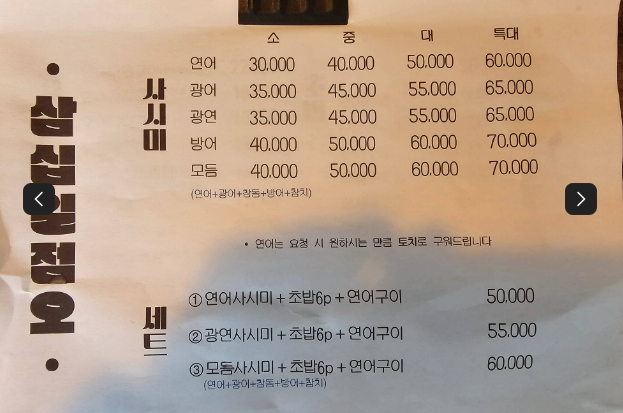 • 삼십일점오 •
사시미
소 중 대 특대
연어 30.000 40.000 50.000 60.000
광어 35.000 45.000 55.000 65.000
광연 35.000 45.000 55.000 65.000
방어 40.000 50.000 60.000 70.000
모듬 40.000 50.000 60.000 70.000
(연어+광어+참돔+방어+참치)
• 연어는 요청 시 원하시는 만큼 토치로 구워드립니다
세트
① 연어사시미 + 초밥6p + 연어구이 50.000
② 광연사시미 + 초밥6p + 연어구이 55.000
③ 모듬사시미 + 초밥6p + 연어구이 60.000
(연어+광어+참돔+방어+참치)